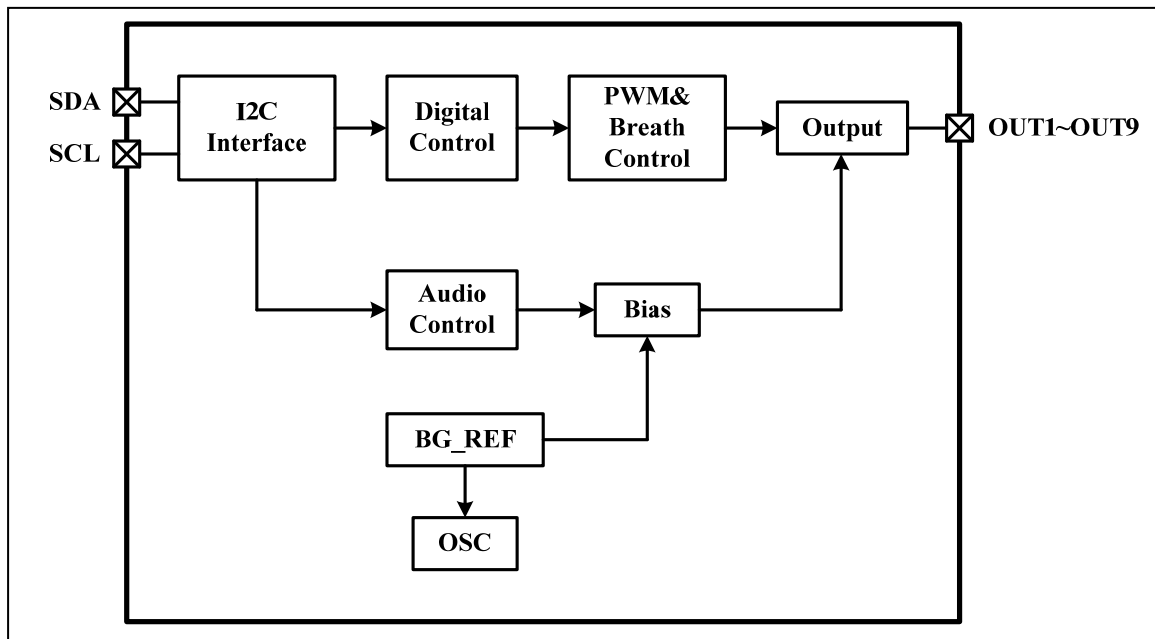 SDA
SCL
I2C
Interface
Digital
Control
PWM&
Breath
Control
Output
OUT1~OUT9
Audio
Control
Bias
BG_REF
OSC